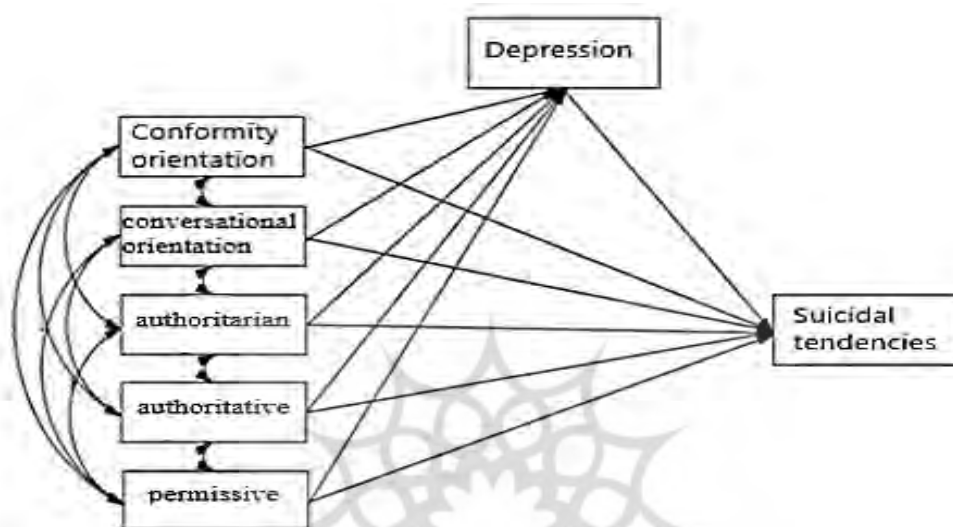 Depression
Conformity
orientation
conversational
orientation
authoritarian
authoritative
permissive
Suicidal
tendencies